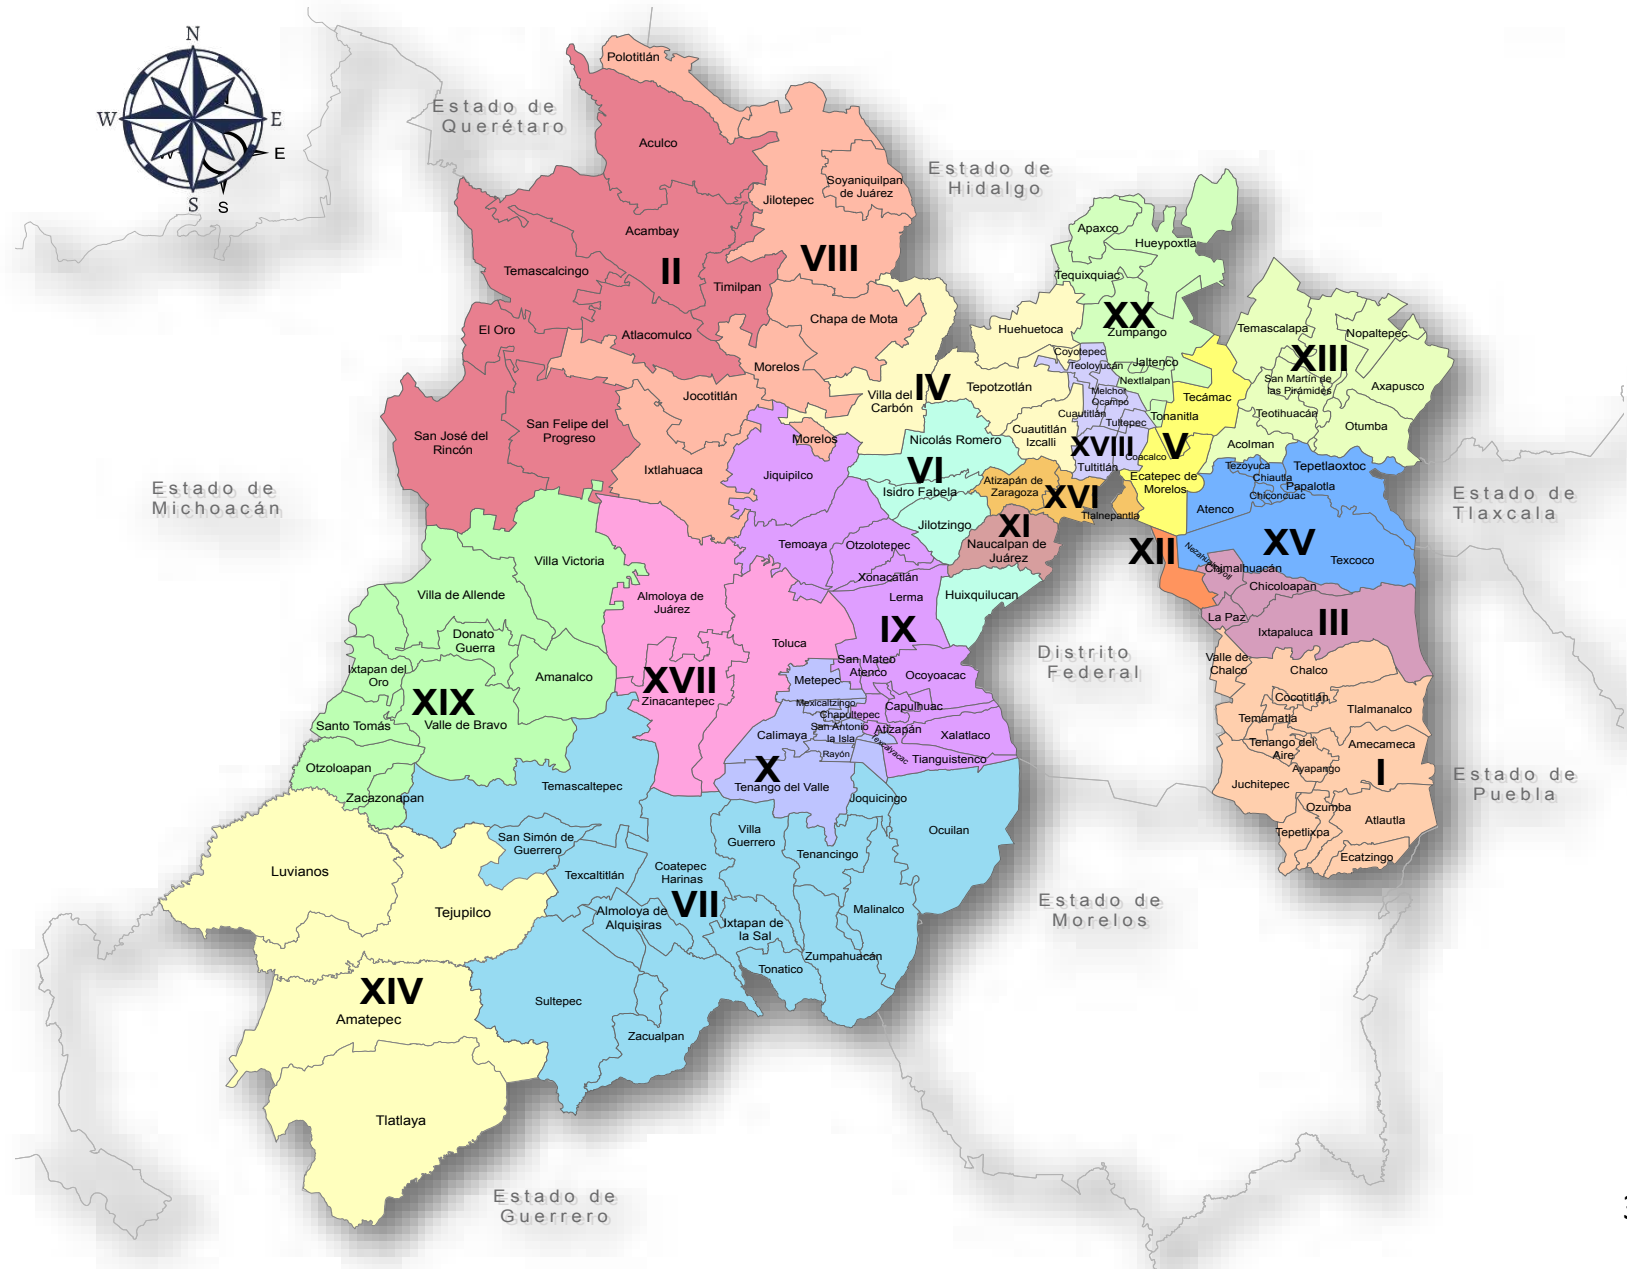 N
W
E
S
W
E
S
Estado de
Querétaro
Estado de
Hidalgo
Estado de
Michoacán
Estado de
Tlaxcala
Distrito
Federal
Estado de
Puebla
Estado de
Morelos
Estado de
Guerrero
Polotitlán
Aculco
Soyaniquilpan
de Juárez
Jilotepec
Acambay
VIII
II
Temascalcingo
Timilpan
Chapa de Mota
El Oro
Atlacomulco
Morelos
Jocotitlán
San José del
Rincón
San Felipe del
Progreso
Ixtlahuaca
Apaxco
Hueypoxtla
Tequixquiac
XX
Zumpango
Huehuetoca
Coyotepec
Teoloyucán
Jaltenco
Nextlalpan
Melchor
Ocampo
Cuautitlán
Tultepec
Tonanitla
Tecámac
Temascalapa
Nopaltepec
XIII
San Martín de
las Pirámides
Axapusco
Teotihuacán
Otumba
Acolman
IV
Villa del
Carbón
Tepotzotlán
Cuautitlán
Izcalli
XVIII
Tultitlán
Coacalco
V
Ecatepec de
Morelos
Morelos
Nicolás Romero
VI
Jiquipilco
Isidro Fabela
Atizapán de
Zaragoza
XVI
Tlalnepantla
Jilotzingo
XI
Naucalpan de
Juárez
XII
Tezoyuca
Tepetlaoxtoc
Chiautla
Papalotla
Chiconcuac
Atenco
XV
Texcoco
Chimalhuacán
Chicoloapan
La Paz
Ixtapaluca
III
Temoaya
Otzolotepec
Xonacatlán
Lerma
Huixquilucan
IX
Villa Victoria
Villa de Allende
Almoloya de
Juárez
Donato
Guerra
Toluca
San Mateo
Atenco
Ocoyoacac
Ixtapan del
Oro
Amanalco
XVII
Zinacantepec
Metepec
XIX
Valle de Bravo
Mexicaltzingo
Chapultepec
Capulhuac
Santo Tomás
Calimaya
San Antonio
la Isla
Atizapán
Xalatlaco
Rayón
Texcalyacac
Tianguistenco
Otzoloapan
X
Tenango del Valle
Zacazonapan
Temascaltepec
Joquicingo
Valle de
Chalco
Chalco
Cocotitlán
Tlalmanalco
Temamatla
Tenango del
Aire
Amecameca
Ayapango
I
Juchitepec
Ozumba
Atlautla
Tepetlixpa
Ecatzingo
San Simón de
Guerrero
Villa
Guerrero
Ocuilan
Tenancingo
Luvianos
Texcaltitlán
Coatepec
Harinas
VII
Malinalco
Tejupilco
Almoloya de
Alquisiras
Ixtapan de
la Sal
Zumpahuacán
Tonatico
XIV
Amatepec
Sultepec
Zacualpan
Tlatlaya